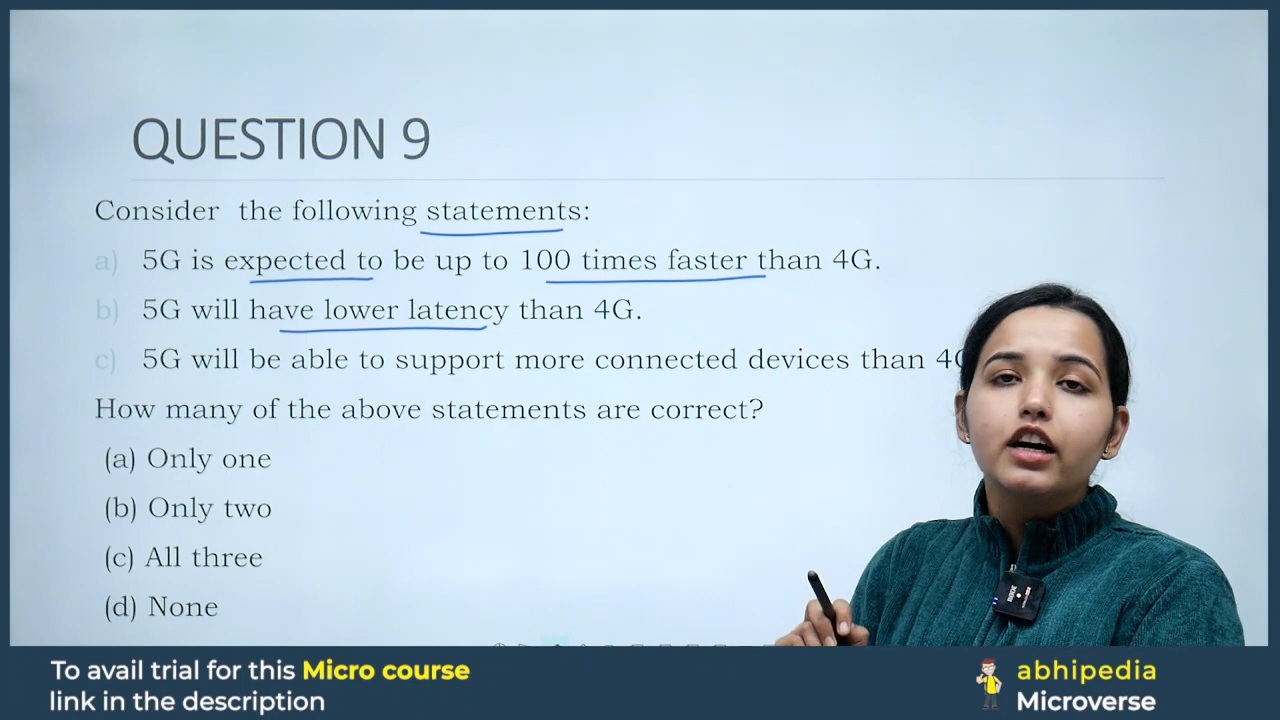 QUESTION 9
Consider the following statements:
a) 5G is expected to be up to 100 times faster than 4G.
b) 5G will have lower latency than 4G.
c) 5G will be able to support more connected devices than
How many of the above statements are correct?
(a) Only one
(b) Only two
(c) All three
(d) None
To avail trial for this Micro course
link in the description
abhipedia
Microverse